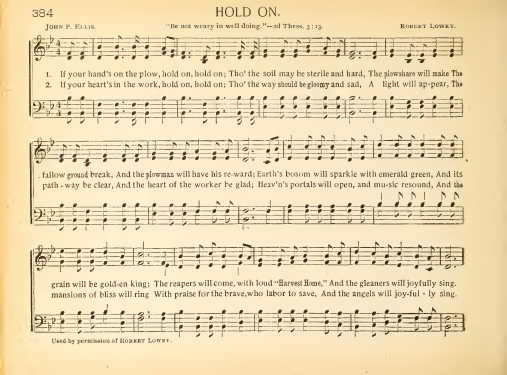 384
HOLD ON.
JOHN P. ELLIS. "Be not weary in well doing."—2d Thess. 3:13. ROBERT LOWRY.
1. If your hand's on the plow, hold on, hold on; Tho' the soil may be sterile and hard, The plowshare will make The
2. If your heart's in the work, hold on, hold on; Tho' the way should be gloomy and sad, A light will ap-pear, The
fallow ground break, And the plowman will have his re-ward; Earth's bosom will sparkle with emerald green, And its
path-way be clear, And the heart of the worker be glad; Heav'n's portals will open, and mu-sic resound, And the
grain will be gold-en king; The reapers will come, with loud "Harvest Home," And the gleaners will joyfully sing.
mansions of bliss will ring With praise for the brave, who labor to save, And the angels will joy-ful-ly sing.
Used by permission of ROBERT LOWRY.